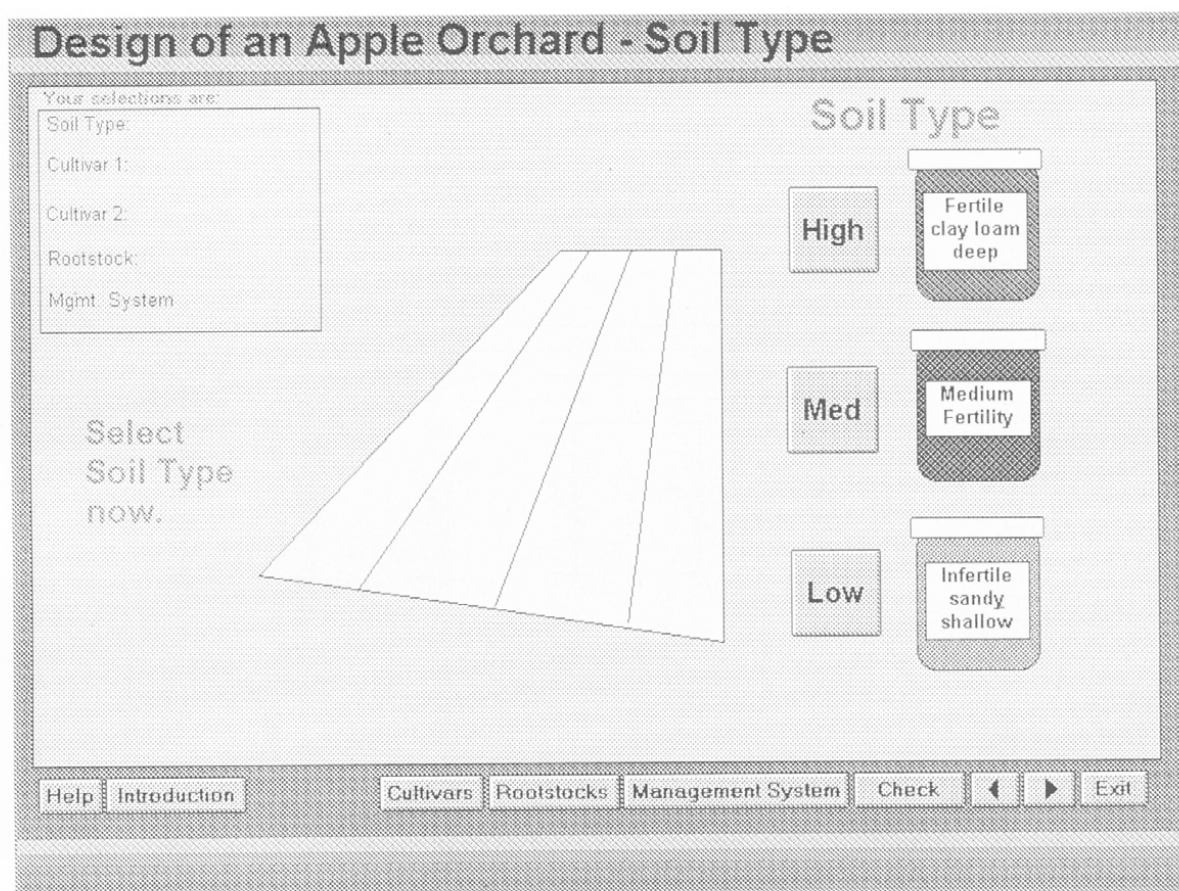 Design of an Apple Orchard - Soil Type
Your selections are:
Soil Type:
Cultivar 1:
Cultivar 2:
Rootstock:
Mgmt. System
Select
Soil Type
now.
Soil Type
High
Fertile
clay loam
deep
Med
Medium
Fertility
Low
Infertile
sandy
shallow
Help
Introduction
Cultivars
Rootstocks
Management System
Check
Exit